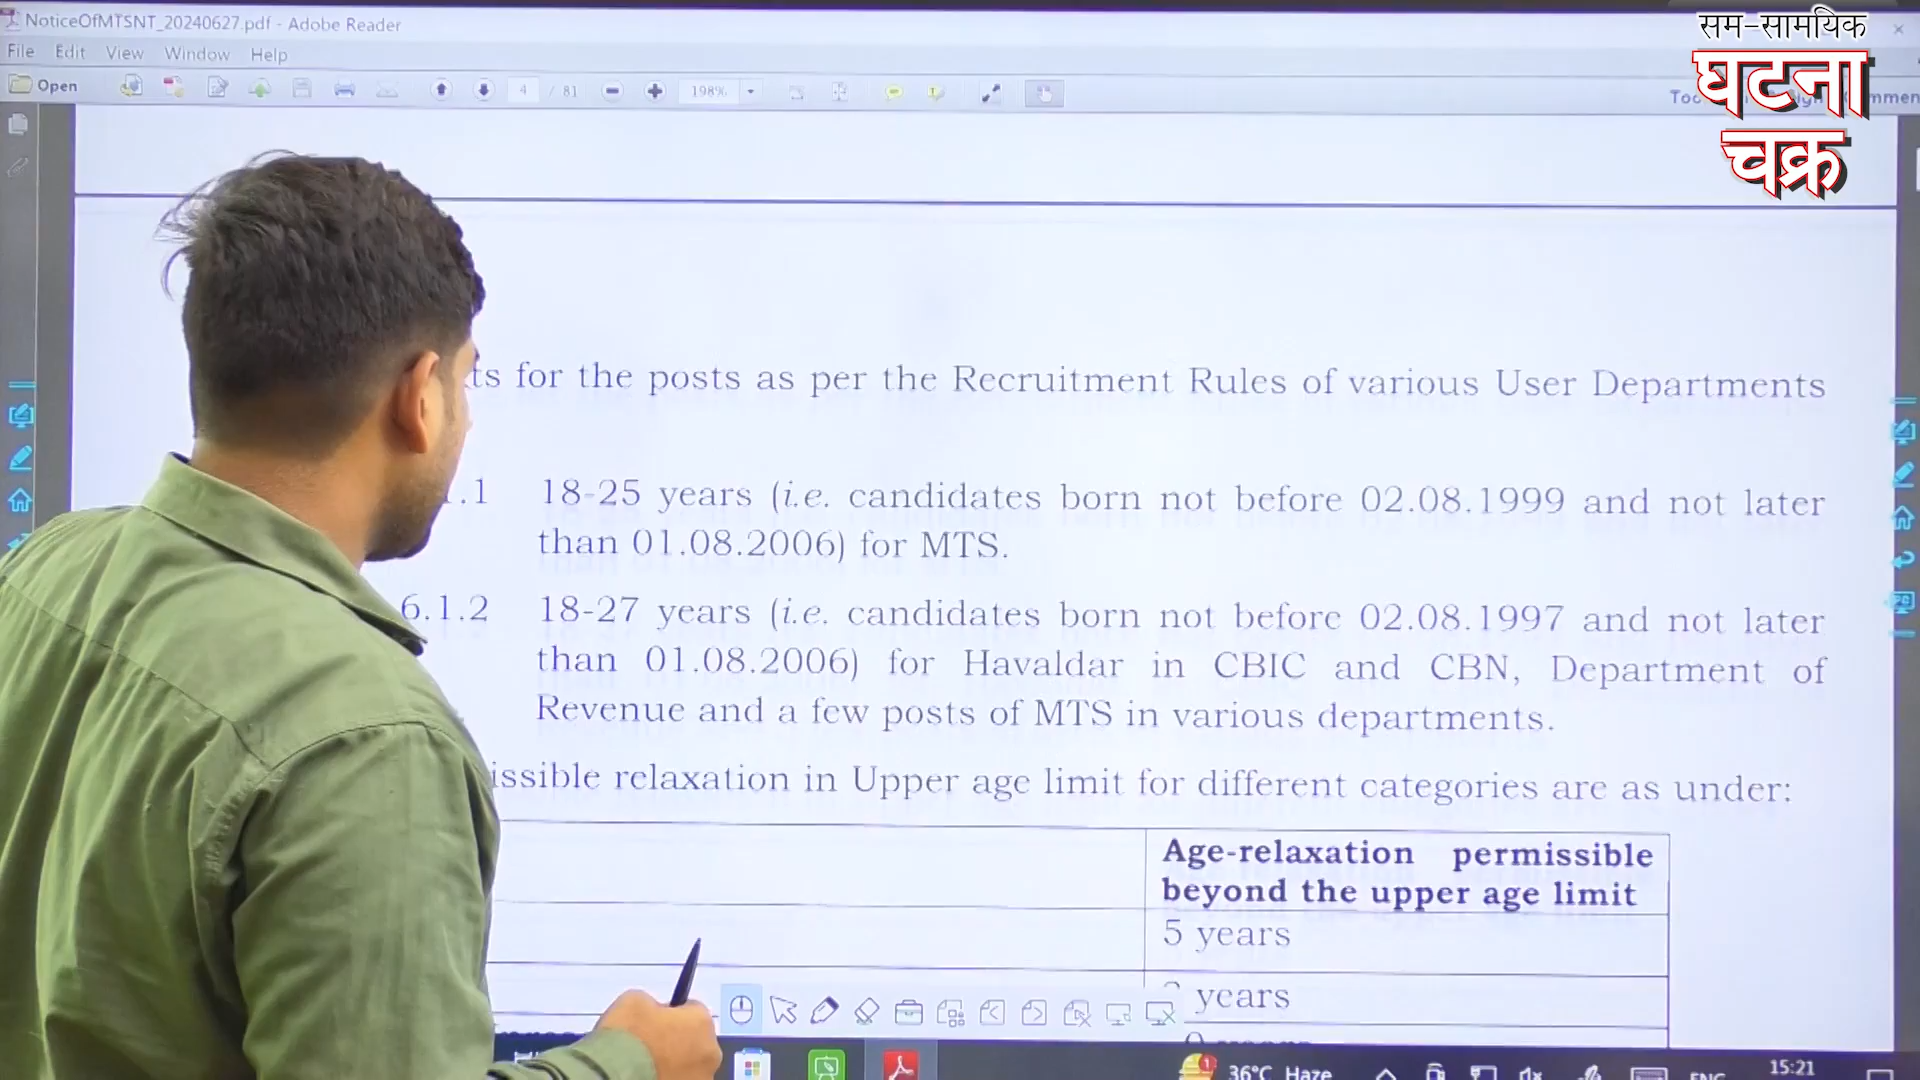 NoticeOfMTSNT_20240627.pdf - Adobe Reader
सम-सामयिक
घटना
चक्र
File Edit View Window Help
Open 4 / 81 198%
for the posts as per the Recruitment Rules of various User Departments
.1 18-25 years (i.e. candidates born not before 02.08.1999 and not later
than 01.08.2006) for MTS.
6.1.2 18-27 years (i.e. candidates born not before 02.08.1997 and not later
than 01.08.2006) for Havaldar in CBIC and CBN, Department of
Revenue and a few posts of MTS in various departments.
relaxation in Upper age limit for different categories are as under:
Age-relaxation permissible
beyond the upper age limit
5 years
years
36°C Haze
ENG
15:21